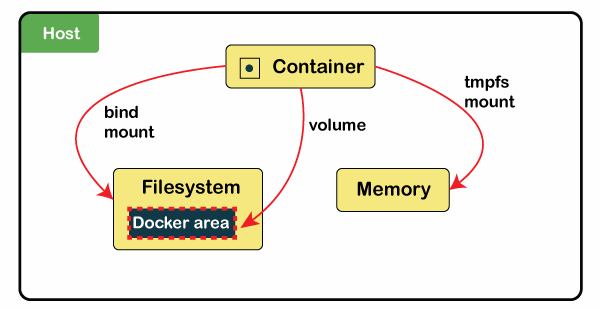 Host
Container
bind
mount
volume
tmpfs
mount
Filesystem
Docker area
Memory